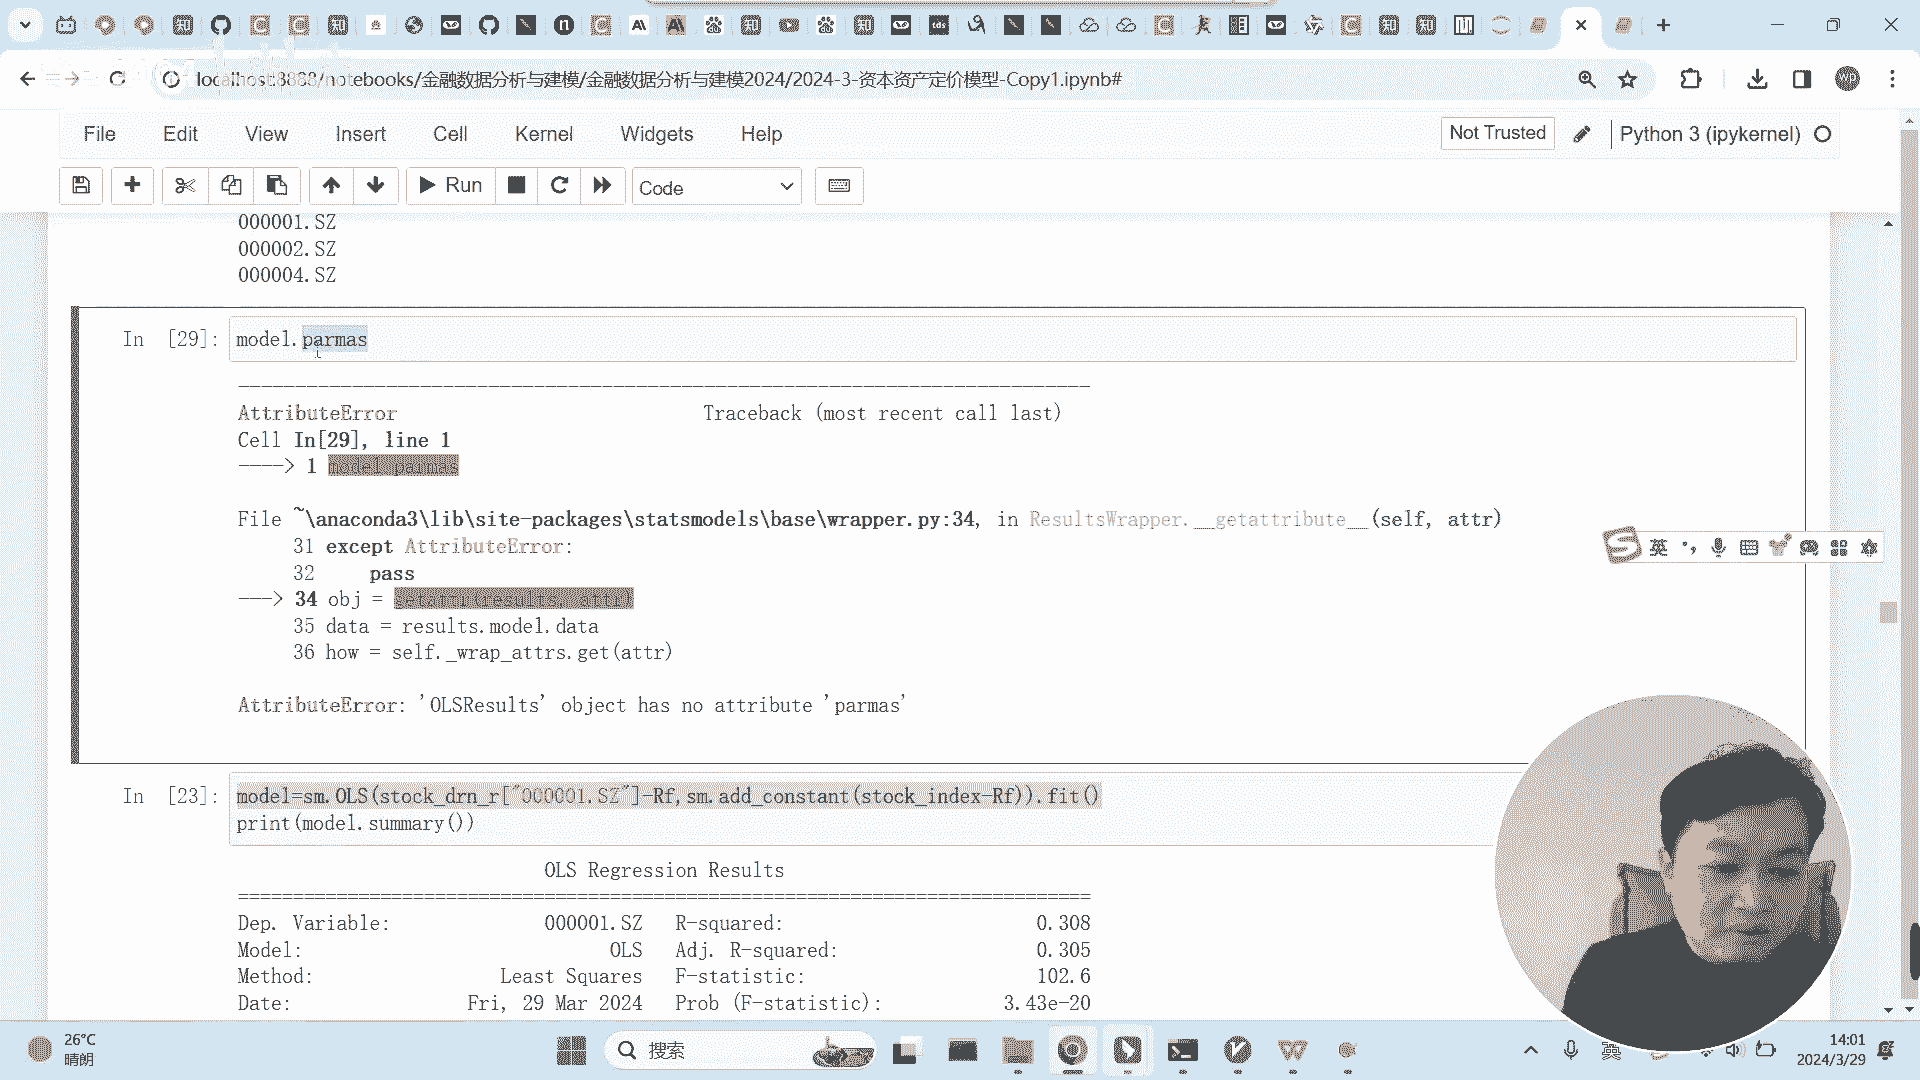 localhost:8888/notebooks/金融数据分析与建模/金融数据分析与建模2024/2024-3-资本资产定价模型-Copy1.ipynb#
File Edit View Insert Cell Kernel Widgets Help
Not Trusted Python 3 (ipykernel)
Run Code
000001.SZ
000002.SZ
000004.SZ
In [29]: model.parmas
AttributeError Traceback (most recent call last)
Cell In[29], line 1
----> 1 model.parmas
File ~\anaconda3\lib\site-packages\statsmodels\base\wrapper.py:34, in ResultsWrapper.__getattribute__(self, attr)
31 except AttributeError:
32 pass
---> 34 obj = getattr(results, attr)
35 data = results.model.data
36 how = self._wrap_attrs.get(attr)
AttributeError: 'OLSResults' object has no attribute 'parmas'
In [23]: model=sm.OLS(stock_drn_r["000001.SZ"]-Rf,sm.add_constant(stock_index-Rf)).fit()
print(model.summary())
OLS Regression Results
Dep. Variable: 000001.SZ R-squared: 0.308
Model: OLS Adj. R-squared: 0.305
Method: Least Squares F-statistic: 102.6
Date: Fri, 29 Mar 2024 Prob (F-statistic): 3.43e-20
英
26°C
晴朗
搜索
英
14:01
2024/3/29